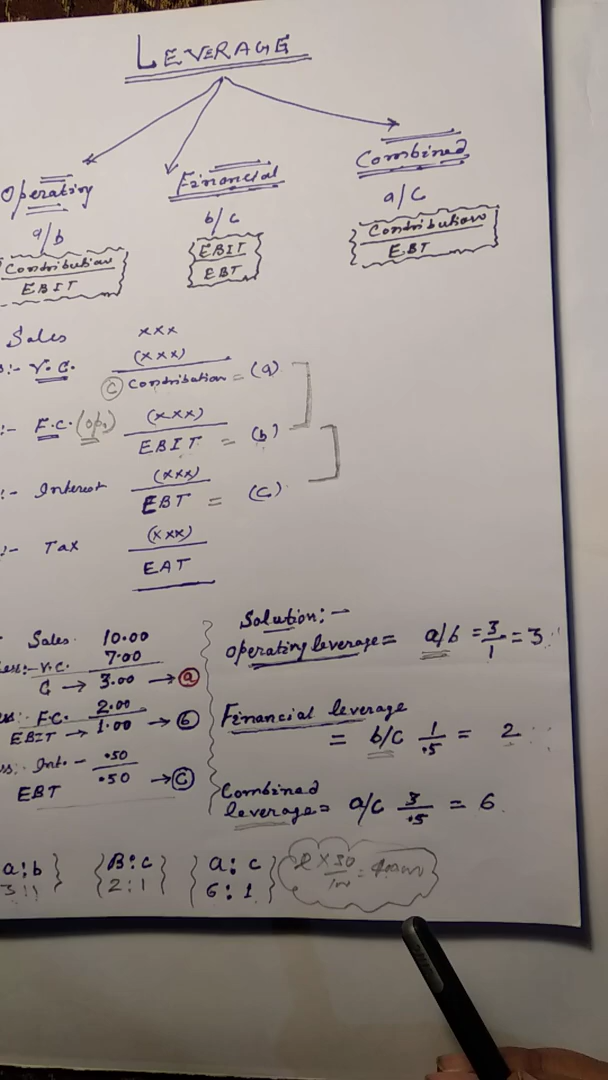 LEVERAGE
Operating Financial Combined
a/b b/c a/c
Contribution EBIT Contribution
EBIT EBT EBT
Sales xxx
:- V.C. (xxx)
C Contribution = (a)
:- F.C. (op.) (xxx)
EBIT = (b)
:- Interest (xxx)
EBT = (c)
:- Tax (xxx)
EAT
Sales 10.00
ess:- V.C. 7.00
C → 3.00 → a
ess:- F.C. 2.00
EBIT → 1.00 → b
ss: Int. - .50
EBT .50 → c
Solution:-
Operating leverage = a/b = 3/1 = 3
Financial leverage
= b/c 1/.5 = 2
Combined
leverage = a/c 3/.5 = 6
a:b B:c a:c
3:1 2:1 6:1